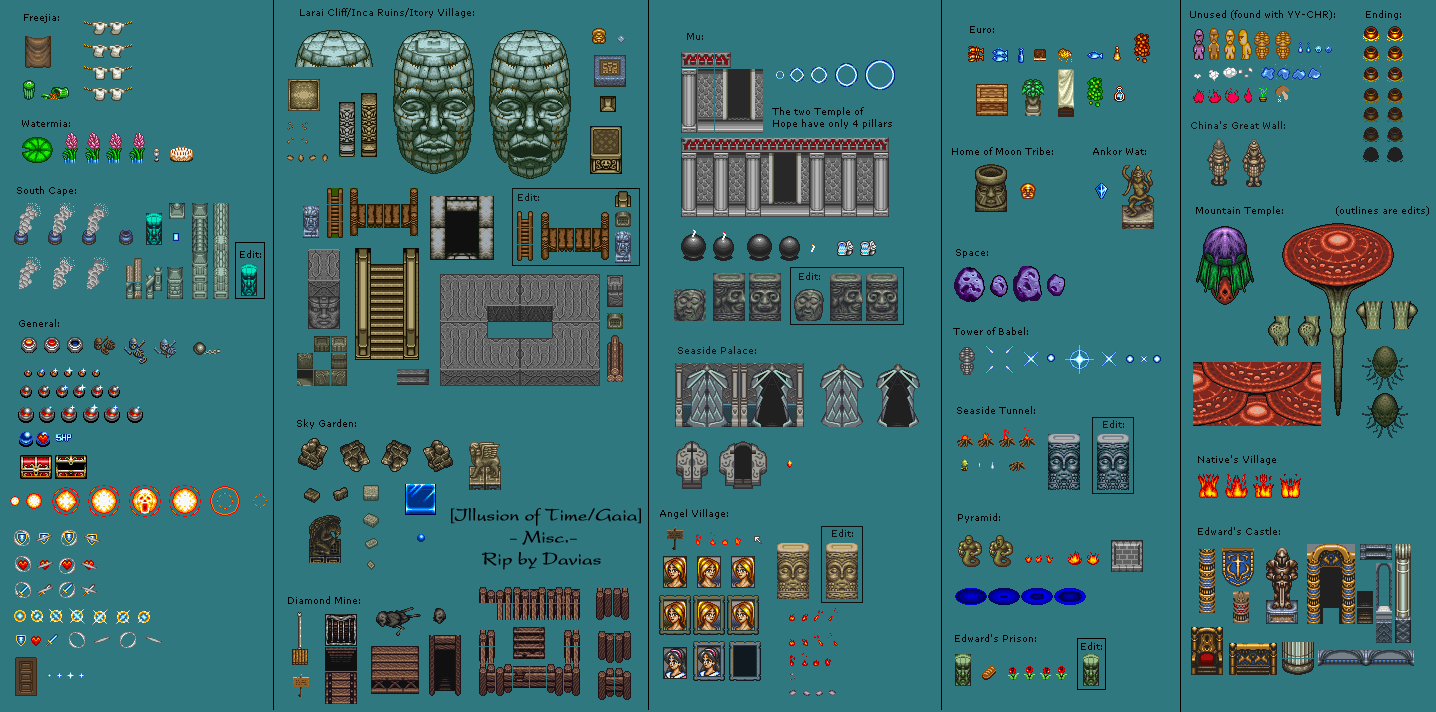 Freejia:
Watermia:
South Cape:
Edit:
General:
5HP
Larai Cliff/Inca Ruins/Itory Village:
Edit:
Sky Garden:
[Illusion of Time/Gaia]
- Misc.-
Rip by Davias
Diamond Mine:
Mu:
The two Temple of
Hope have only 4 pillars
Edit:
Seaside Palace:
Angel Village:
Edit:
Euro:
Home of Moon Tribe:
Ankor Wat:
Space:
Tower of Babel:
Seaside Tunnel:
Edit:
Pyramid:
Edward's Prison:
Edit:
Unused (found with YY-CHR):
Ending:
China's Great Wall:
Mountain Temple:
(outlines are edits)
Native's Village
Edward's Castle: